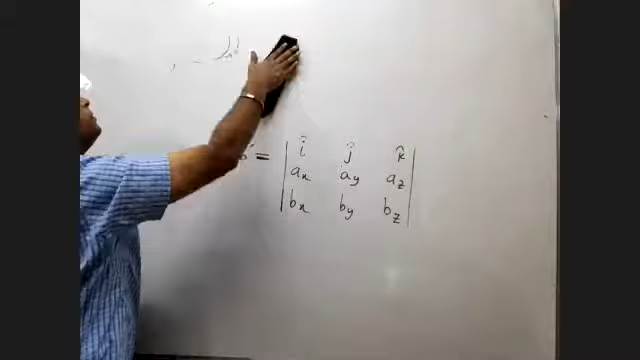 = | î ĵ k̂ |
| aₓ a_y a_z |
| bₓ b_y b_z |